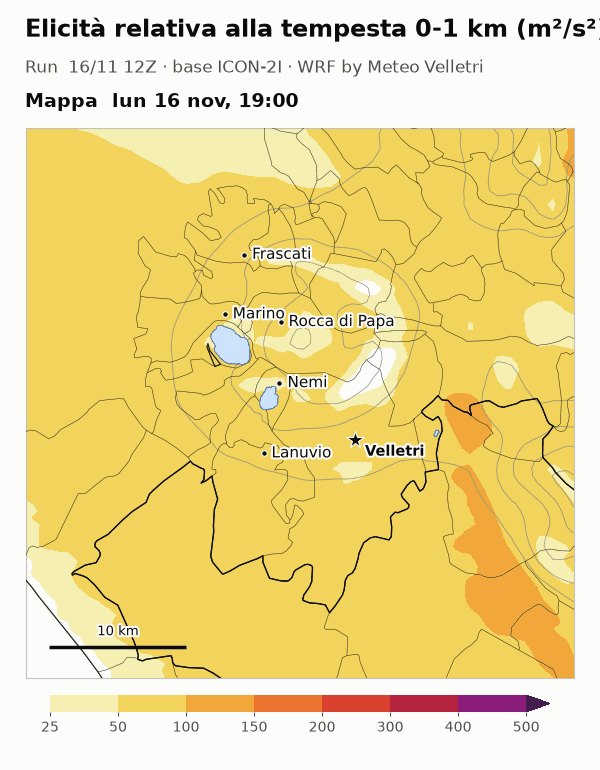 Elicità relativa alla tempesta 0-1 km (m²/s²)
Run  16/11 12Z · base ICON-2I · WRF by Meteo Velletri
Mappa  lun 16 nov, 19:00
Frascati
Marino
Rocca di Papa
Nemi
Velletri
Lanuvio
10 km
25 50 100 150 200 300 400 500